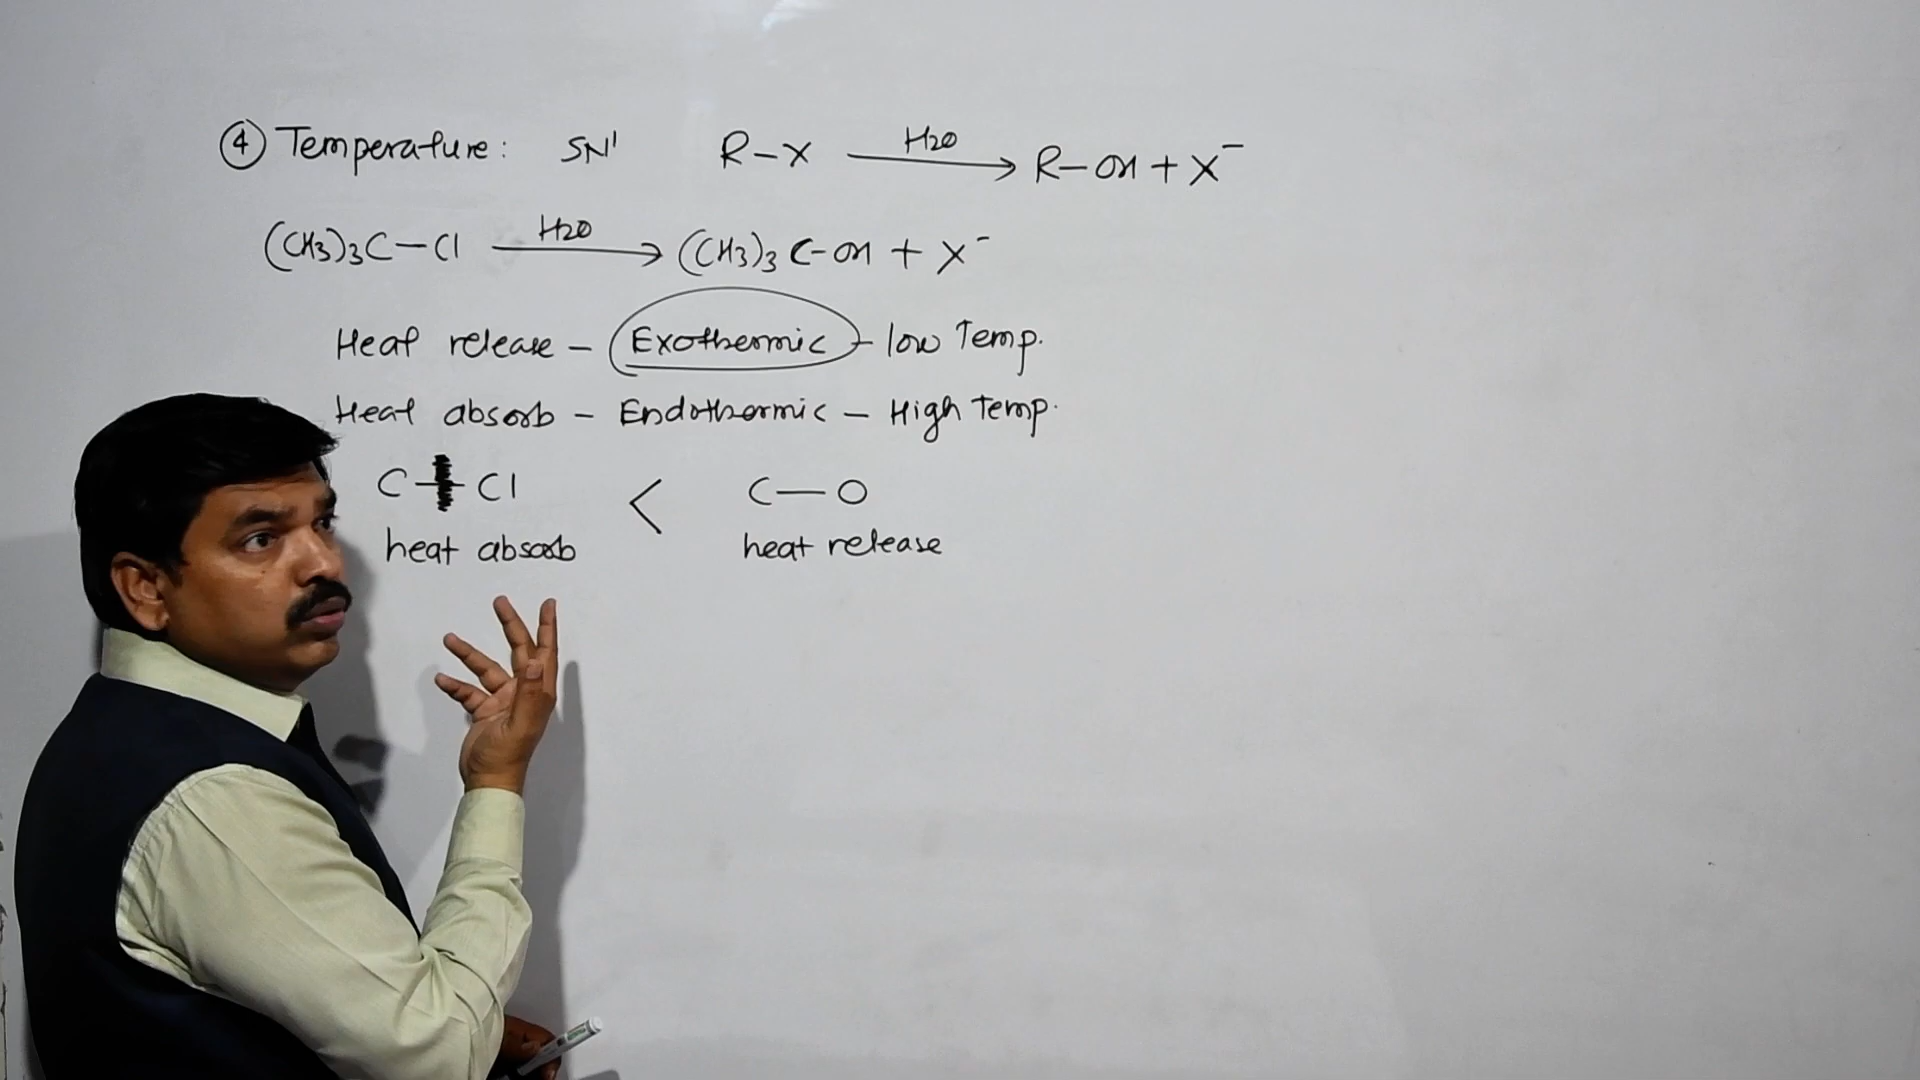 ④ Temperature: SN1 R-X H2O → R-OH + X⁻
(CH3)3C-Cl H2O → (CH3)3C-OH + X⁻
Heat release - Exothermic - low Temp.
Heat absorb - Endothermic - High Temp.
C-Cl < C-O
heat absorb heat release